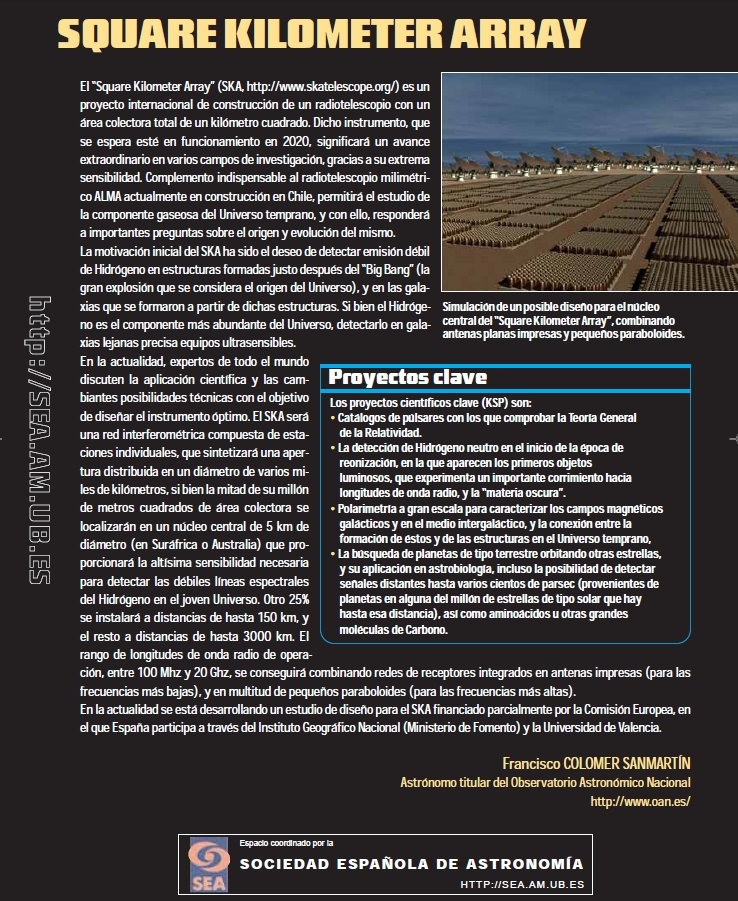 SQUARE KILOMETER ARRAY
El "Square Kilometer Array" (SKA, http://www.skatelescope.org/) es un
proyecto internacional de construcción de un radiotelescopio con un
área colectora total de un kilómetro cuadrado. Dicho instrumento, que
se espera esté en funcionamiento en 2020, significará un avance
extraordinario en varios campos de investigación, gracias a su extrema
sensibilidad. Complemento indispensable al radiotelescopio milimétri-
co ALMA actualmente en construcción en Chile, permitirá el estudio de
la componente gaseosa del Universo temprano, y con ello, responderá
a importantes preguntas sobre el origen y evolución del mismo.
La motivación inicial del SKA ha sido el deseo de detectar emisión débil
de Hidrógeno en estructuras formadas justo después del "Big Bang" (la
gran explosión que se considera el origen del Universo), y en las gala-
xias que se formaron a partir de dichas estructuras. Si bien el Hidróge-
no es el componente más abundante del Universo, detectarlo en gala-
xias lejanas precisa equipos ultrasensibles.
En la actualidad, expertos de todo el mundo
discuten la aplicación científica y las cam-
biantes posibilidades técnicas con el objetivo
de diseñar el instrumento óptimo. El SKA será
una red interferométrica compuesta de esta-
ciones individuales, que sintetizará una aper-
tura distribuida en un diámetro de varios mi-
les de kilómetros, si bien la mitad de su millón
de metros cuadrados de área colectora se
localizarán en un núcleo central de 5 km de
diámetro (en Suráfrica o Australia) que pro-
porcionará la altísima sensibilidad necesaria
para detectar las débiles líneas espectrales
del Hidrógeno en el joven Universo. Otro 25%
se instalará a distancias de hasta 150 km, y
el resto a distancias de hasta 3000 km. El
rango de longitudes de onda radio de opera-
ción, entre 100 Mhz y 20 Ghz, se conseguirá combinando redes de receptores integrados en antenas impresas (para las
frecuencias más bajas), y en multitud de pequeños paraboloides (para las frecuencias más altas).
En la actualidad se está desarrollando un estudio de diseño para el SKA financiado parcialmente por la Comisión Europea, en
el que España participa a través del Instituto Geográfico Nacional (Ministerio de Fomento) y la Universidad de Valencia.
Simulación de un posible diseño para el núcleo
central del "Square Kilometer Array", combinando
antenas planas impresas y pequeños paraboloides.
Proyectos clave
Los proyectos científicos clave (KSP) son:
• Catálogos de púlsares con los que comprobar la Teoría General
de la Relatividad.
• La detección de Hidrógeno neutro en el inicio de la época de
reonización, en la que aparecen los primeros objetos
luminosos, que experimenta un importante corrimiento hacia
longitudes de onda radio, y la "materia oscura".
• Polarimetría a gran escala para caracterizar los campos magnéticos
galácticos y en el medio intergaláctico, y la conexión entre la
formación de éstos y de las estructuras en el Universo temprano,
• La búsqueda de planetas de tipo terrestre orbitando otras estrellas,
y su aplicación en astrobiología, incluso la posibilidad de detectar
señales distantes hasta varios cientos de parsec (provenientes de
planetas en alguna del millón de estrellas de tipo solar que hay
hasta esa distancia), así como aminoácidos u otras grandes
moléculas de Carbono.
Francisco COLOMER SANMARTÍN
Astrónomo titular del Observatorio Astronómico Nacional
http://www.oan.es/
http://SEA.AM.UB.ES
SEA
Espacio coordinado por la
SOCIEDAD ESPAÑOLA DE ASTRONOMÍA
HTTP://SEA.AM.UB.ES